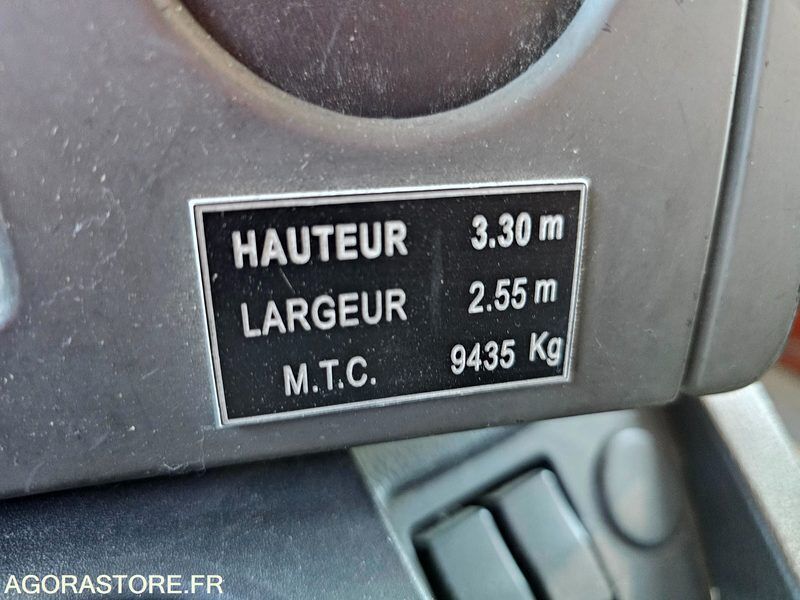 HAUTEUR 3.30 m
LARGEUR 2.55 m
M.T.C. 9435 Kg
AGORASTORE.FR